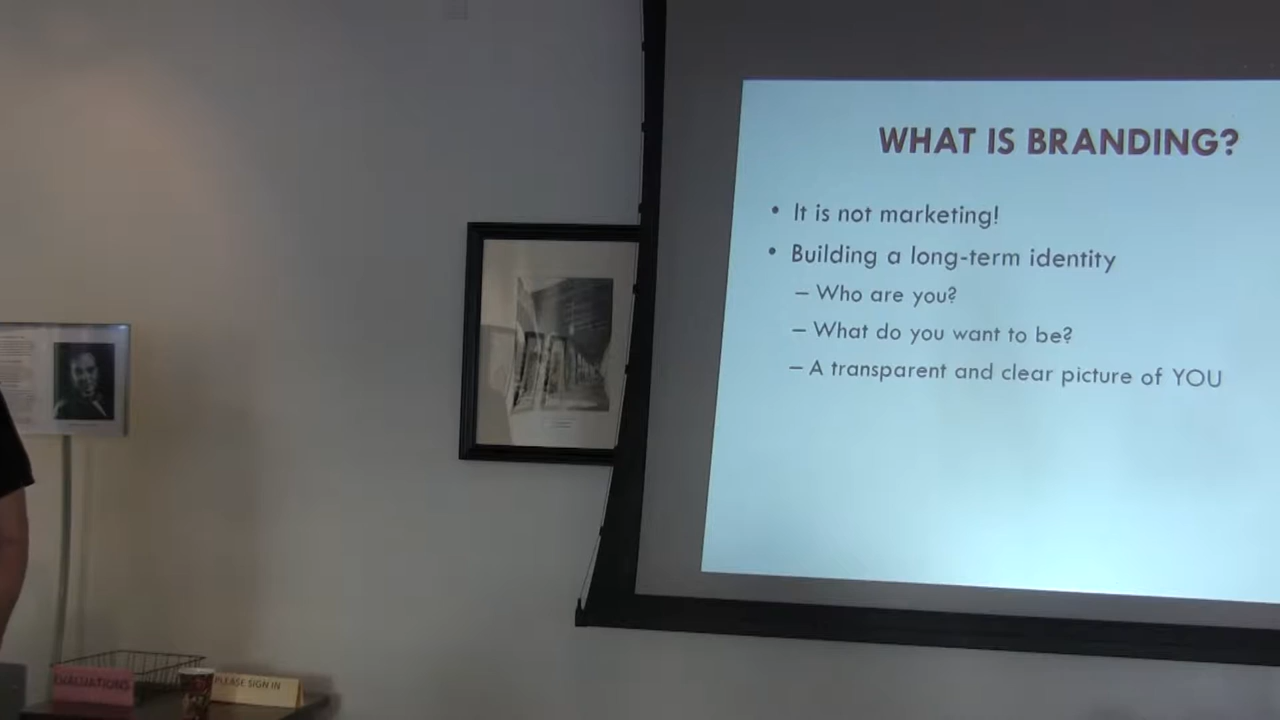 WHAT IS BRANDING?
• It is not marketing!
• Building a long-term identity
– Who are you?
– What do you want to be?
– A transparent and clear picture of YOU
EVALUATIONS
PLEASE SIGN IN